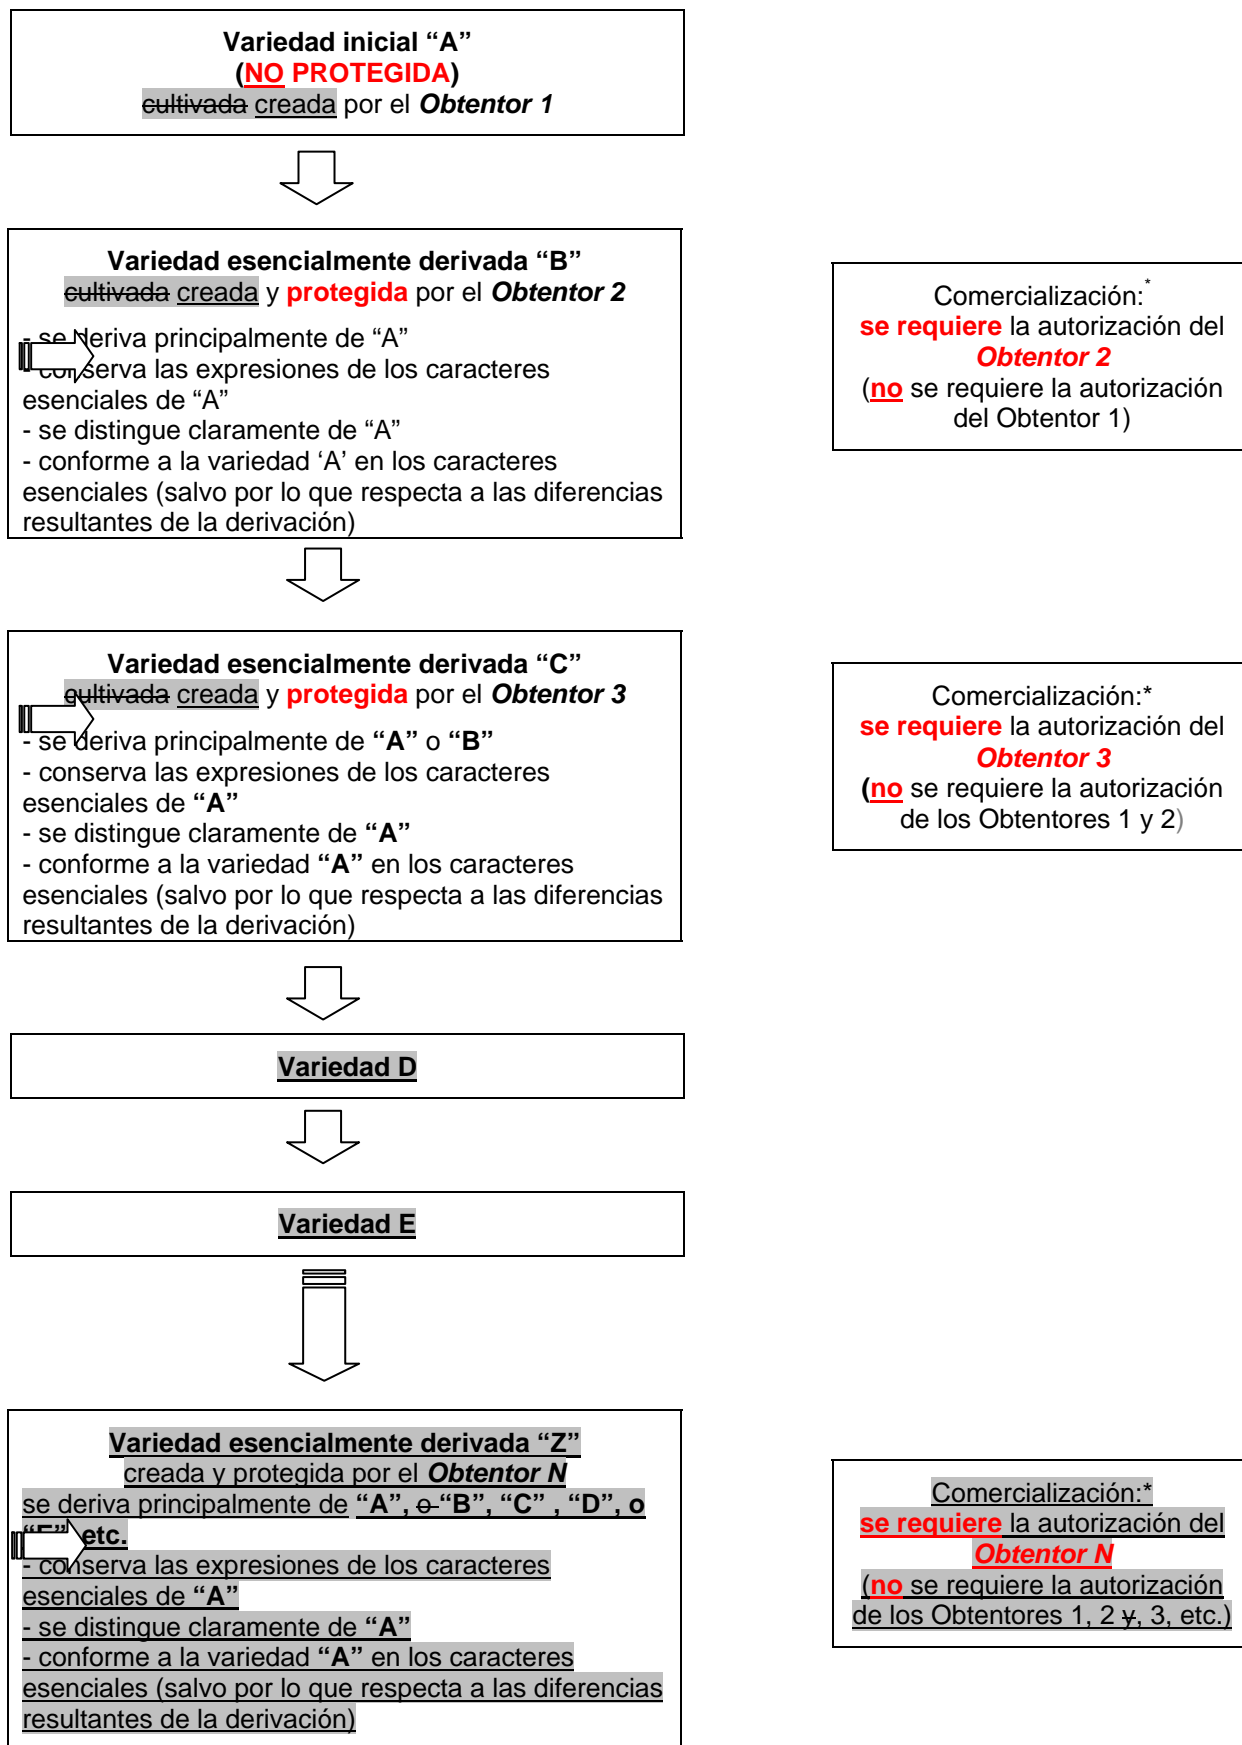 Variedad inicial “A”
(NO PROTEGIDA)
cultivada creada por el Obtentor 1
Variedad esencialmente derivada “B”
cultivada creada y protegida por el Obtentor 2
- se deriva principalmente de “A”
- conserva las expresiones de los caracteres
esenciales de “A”
- se distingue claramente de “A”
- conforme a la variedad ‘A’ en los caracteres
esenciales (salvo por lo que respecta a las diferencias
resultantes de la derivación)
Comercialización:*
se requiere la autorización del
Obtentor 2
(no se requiere la autorización
del Obtentor 1)
Variedad esencialmente derivada “C”
cultivada creada y protegida por el Obtentor 3
- se deriva principalmente de “A” o “B”
- conserva las expresiones de los caracteres
esenciales de “A”
- se distingue claramente de “A”
- conforme a la variedad “A” en los caracteres
esenciales (salvo por lo que respecta a las diferencias
resultantes de la derivación)
Comercialización:*
se requiere la autorización del
Obtentor 3
(no se requiere la autorización
de los Obtentores 1 y 2)
Variedad D
Variedad E
Variedad esencialmente derivada “Z”
creada y protegida por el Obtentor N
se deriva principalmente de “A”, o “B”, “C” , “D”, o
“E” etc.
- conserva las expresiones de los caracteres
esenciales de “A”
- se distingue claramente de “A”
- conforme a la variedad “A” en los caracteres
esenciales (salvo por lo que respecta a las diferencias
resultantes de la derivación)
Comercialización:*
se requiere la autorización del
Obtentor N
(no se requiere la autorización
de los Obtentores 1, 2 y, 3, etc.)